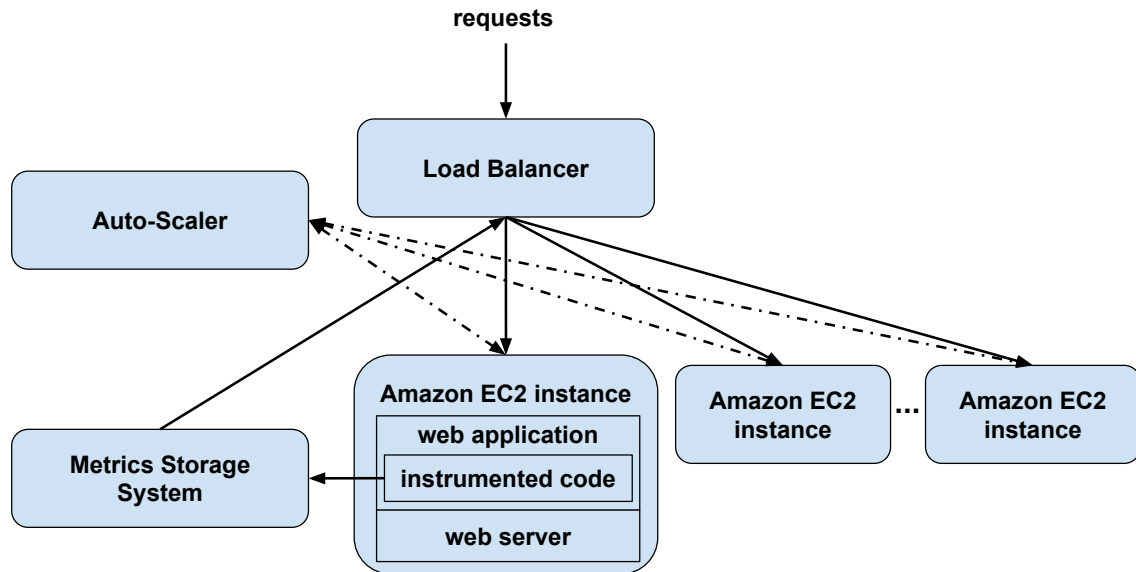 requests
Load Balancer
Auto-Scaler
Amazon EC2 instance
web application
instrumented code
web server
Metrics Storage
System
Amazon EC2
instance
...
Amazon EC2
instance